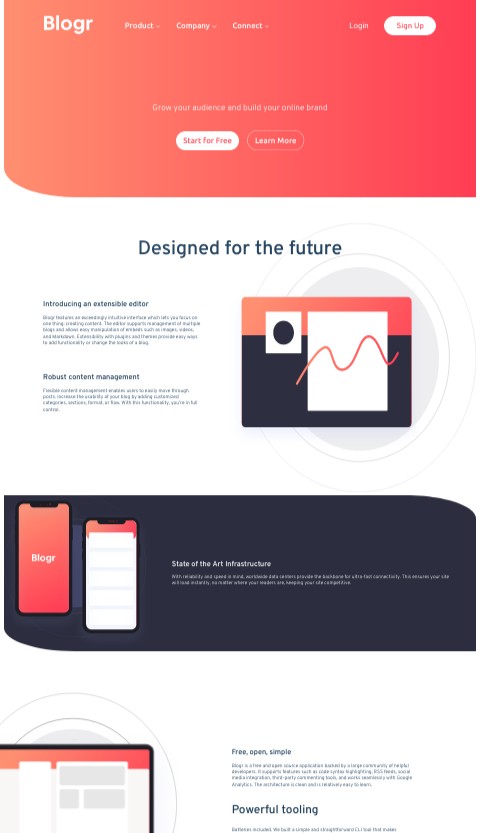 Blogr
Product Company Connect Login Sign Up
Grow your audience and build your online brand
Start for Free Learn More
Designed for the future
Introducing an extensible editor
Blogr features an exceedingly intuitive interface which lets you focus on
one thing: creating content. The editor supports management of multiple
blogs and allows easy manipulation of embeds such as images, videos,
and Markdown. Extensibility with plugins and themes provide easy ways
to add functionality or change the looks of a blog.
Robust content management
Flexible content management enables users to easily move through
posts. Increase the usability of your blog by adding customized
categories, sections, format, or flow. With this functionality, you're in full
control.
Blogr
State of the Art Infrastructure
With reliability and speed in mind, worldwide data centers provide the backbone for ultra-fast connectivity. This ensures your site
will load instantly, no matter where your readers are, keeping your site competitive.
Free, open, simple
Blogr is a free and open source application backed by a large community of helpful
developers. It supports features such as code syntax highlighting, RSS feeds, social
media integration, third-party commenting tools, and works seamlessly with Google
Analytics. The architecture is clean and is relatively easy to learn.
Powerful tooling
Batteries included. We built a simple and straightforward CLI tool that makes